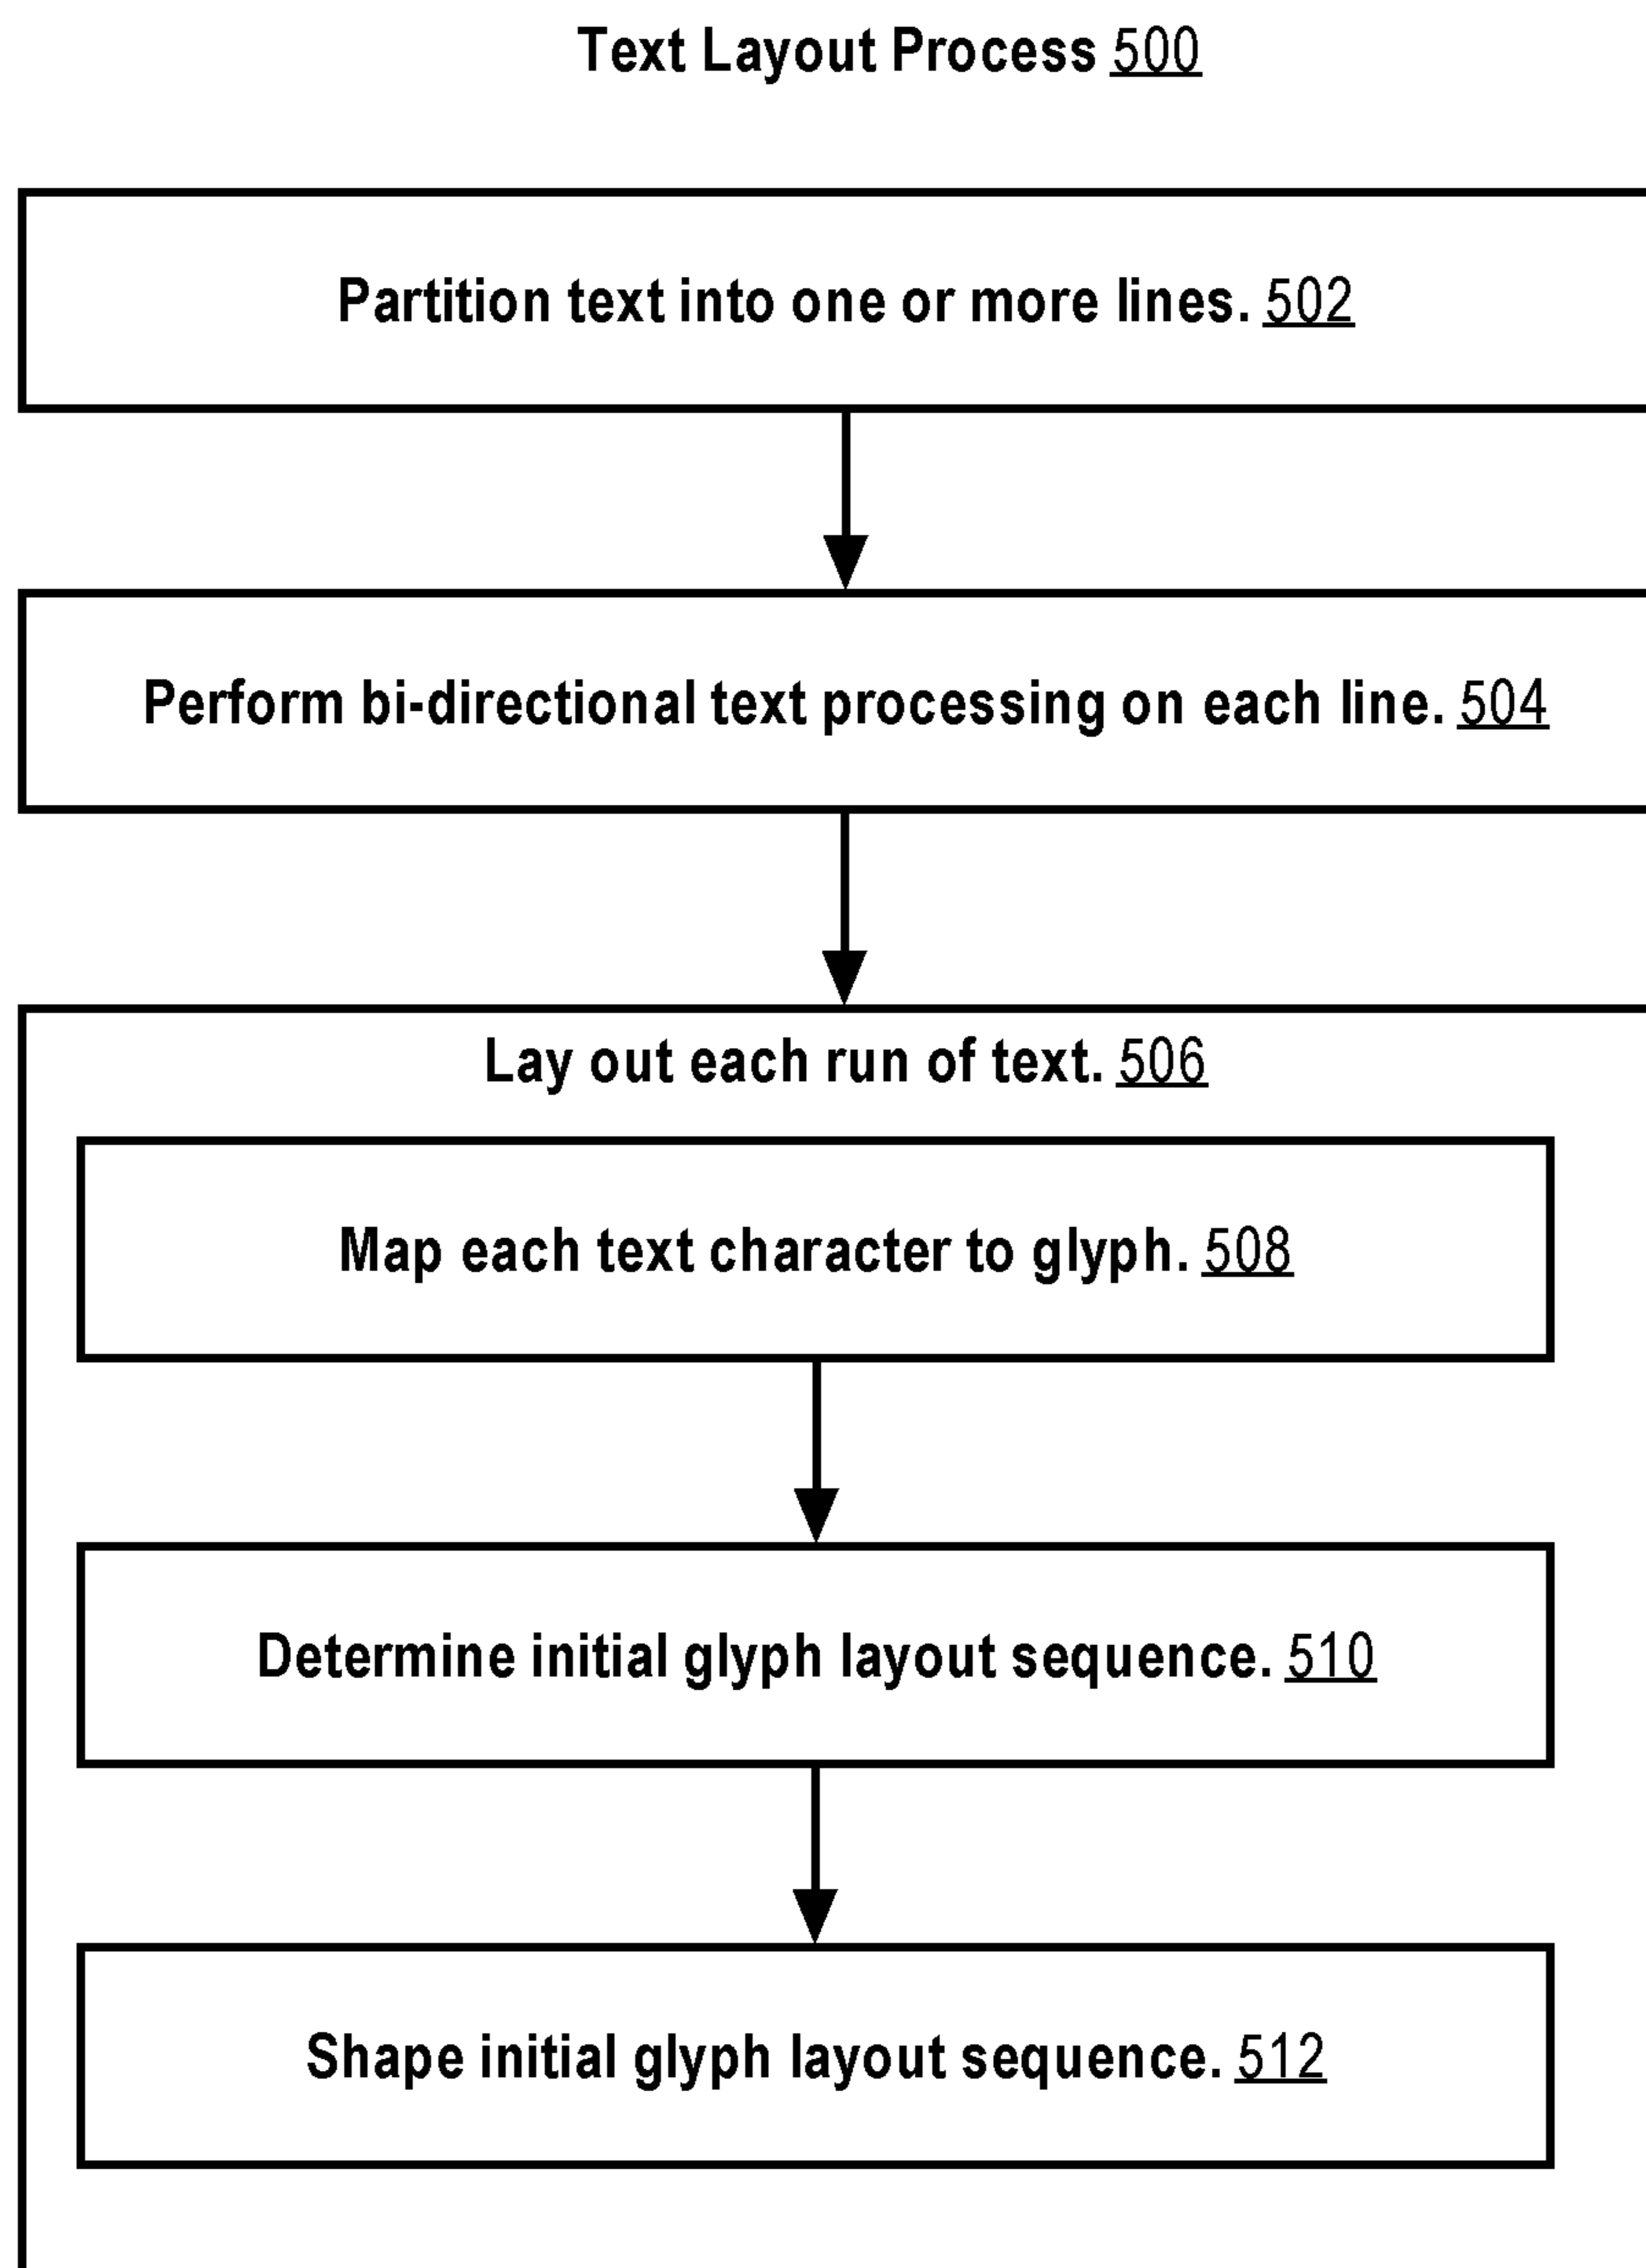 Text Layout Process 500
Partition text into one or more lines. 502
Perform bi-directional text processing on each line. 504
Lay out each run of text. 506
Map each text character to glyph. 508
Determine initial glyph layout sequence. 510
Shape initial glyph layout sequence. 512